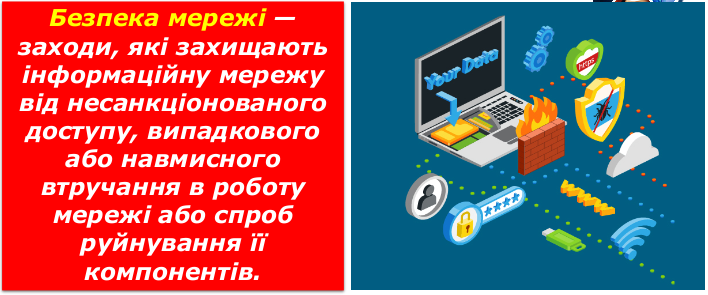 Безпека мережі —
заходи, які захищають
інформаційну мережу
від несанкціонованого
доступу, випадкового
або навмисного
втручання в роботу
мережі або спроб
руйнування її
компонентів.
Your Data
https
****